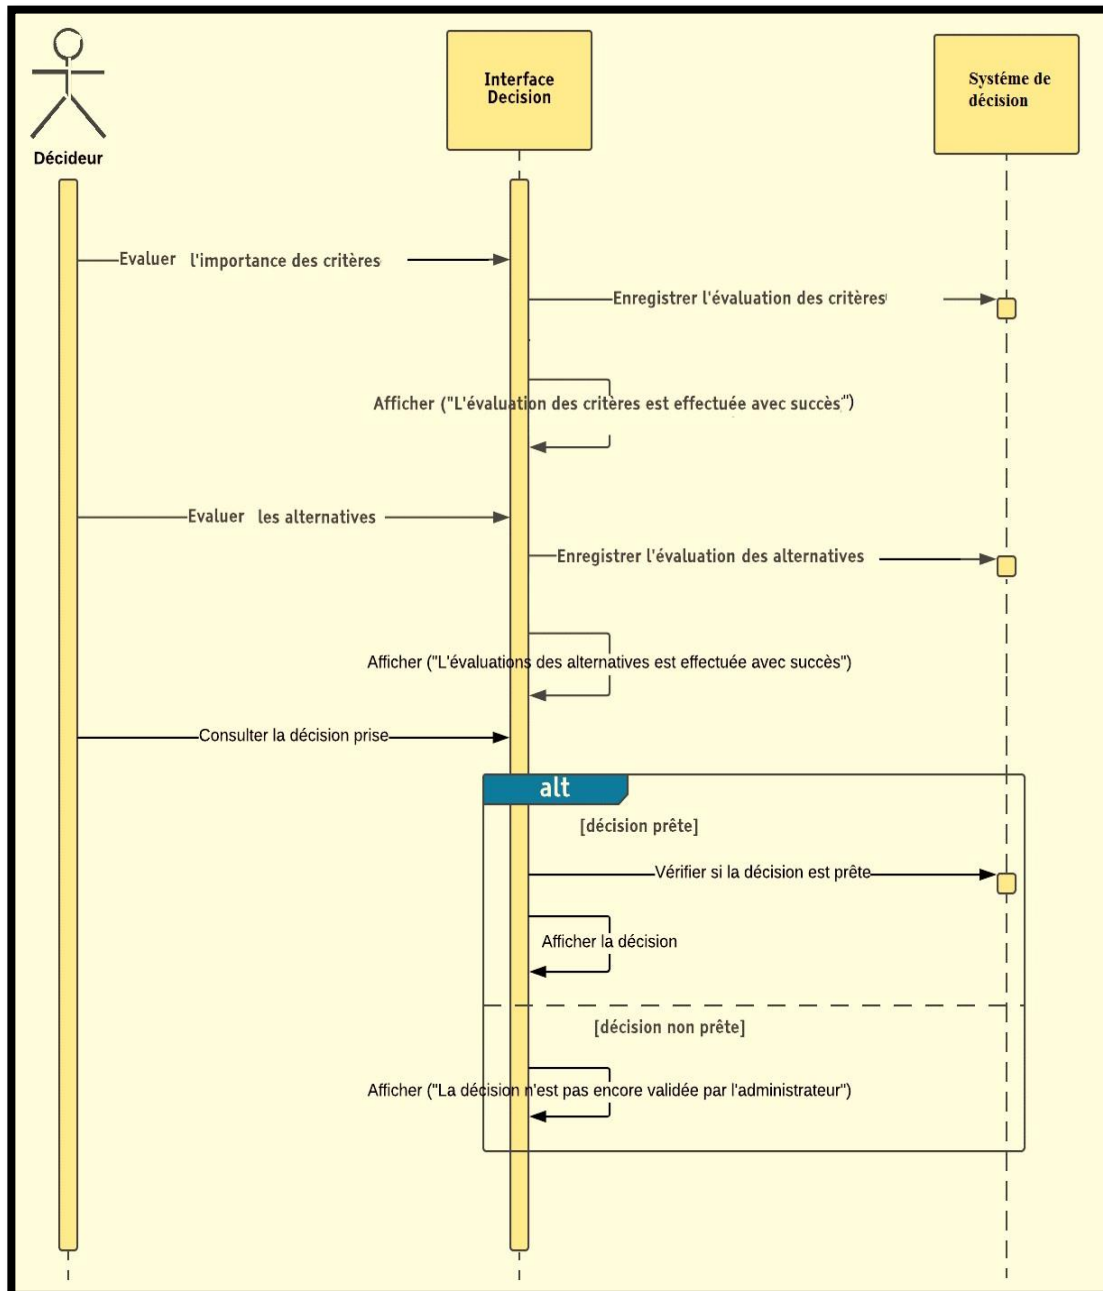 Décideur
Interface
Decision
Systéme de
décision
Evaluer l'importance des critères
Enregistrer l'évaluation des critères
Afficher ("L'évaluation des critères est effectuée avec succès")
Evaluer les alternatives
Enregistrer l'évaluation des alternatives
Afficher ("L'évaluations des alternatives est effectuée avec succès")
Consulter la décision prise
alt
[décision prête]
Vérifier si la décision est prête
Afficher la décision
[décision non prête]
Afficher ("La décision n'est pas encore validée par l'administrateur")